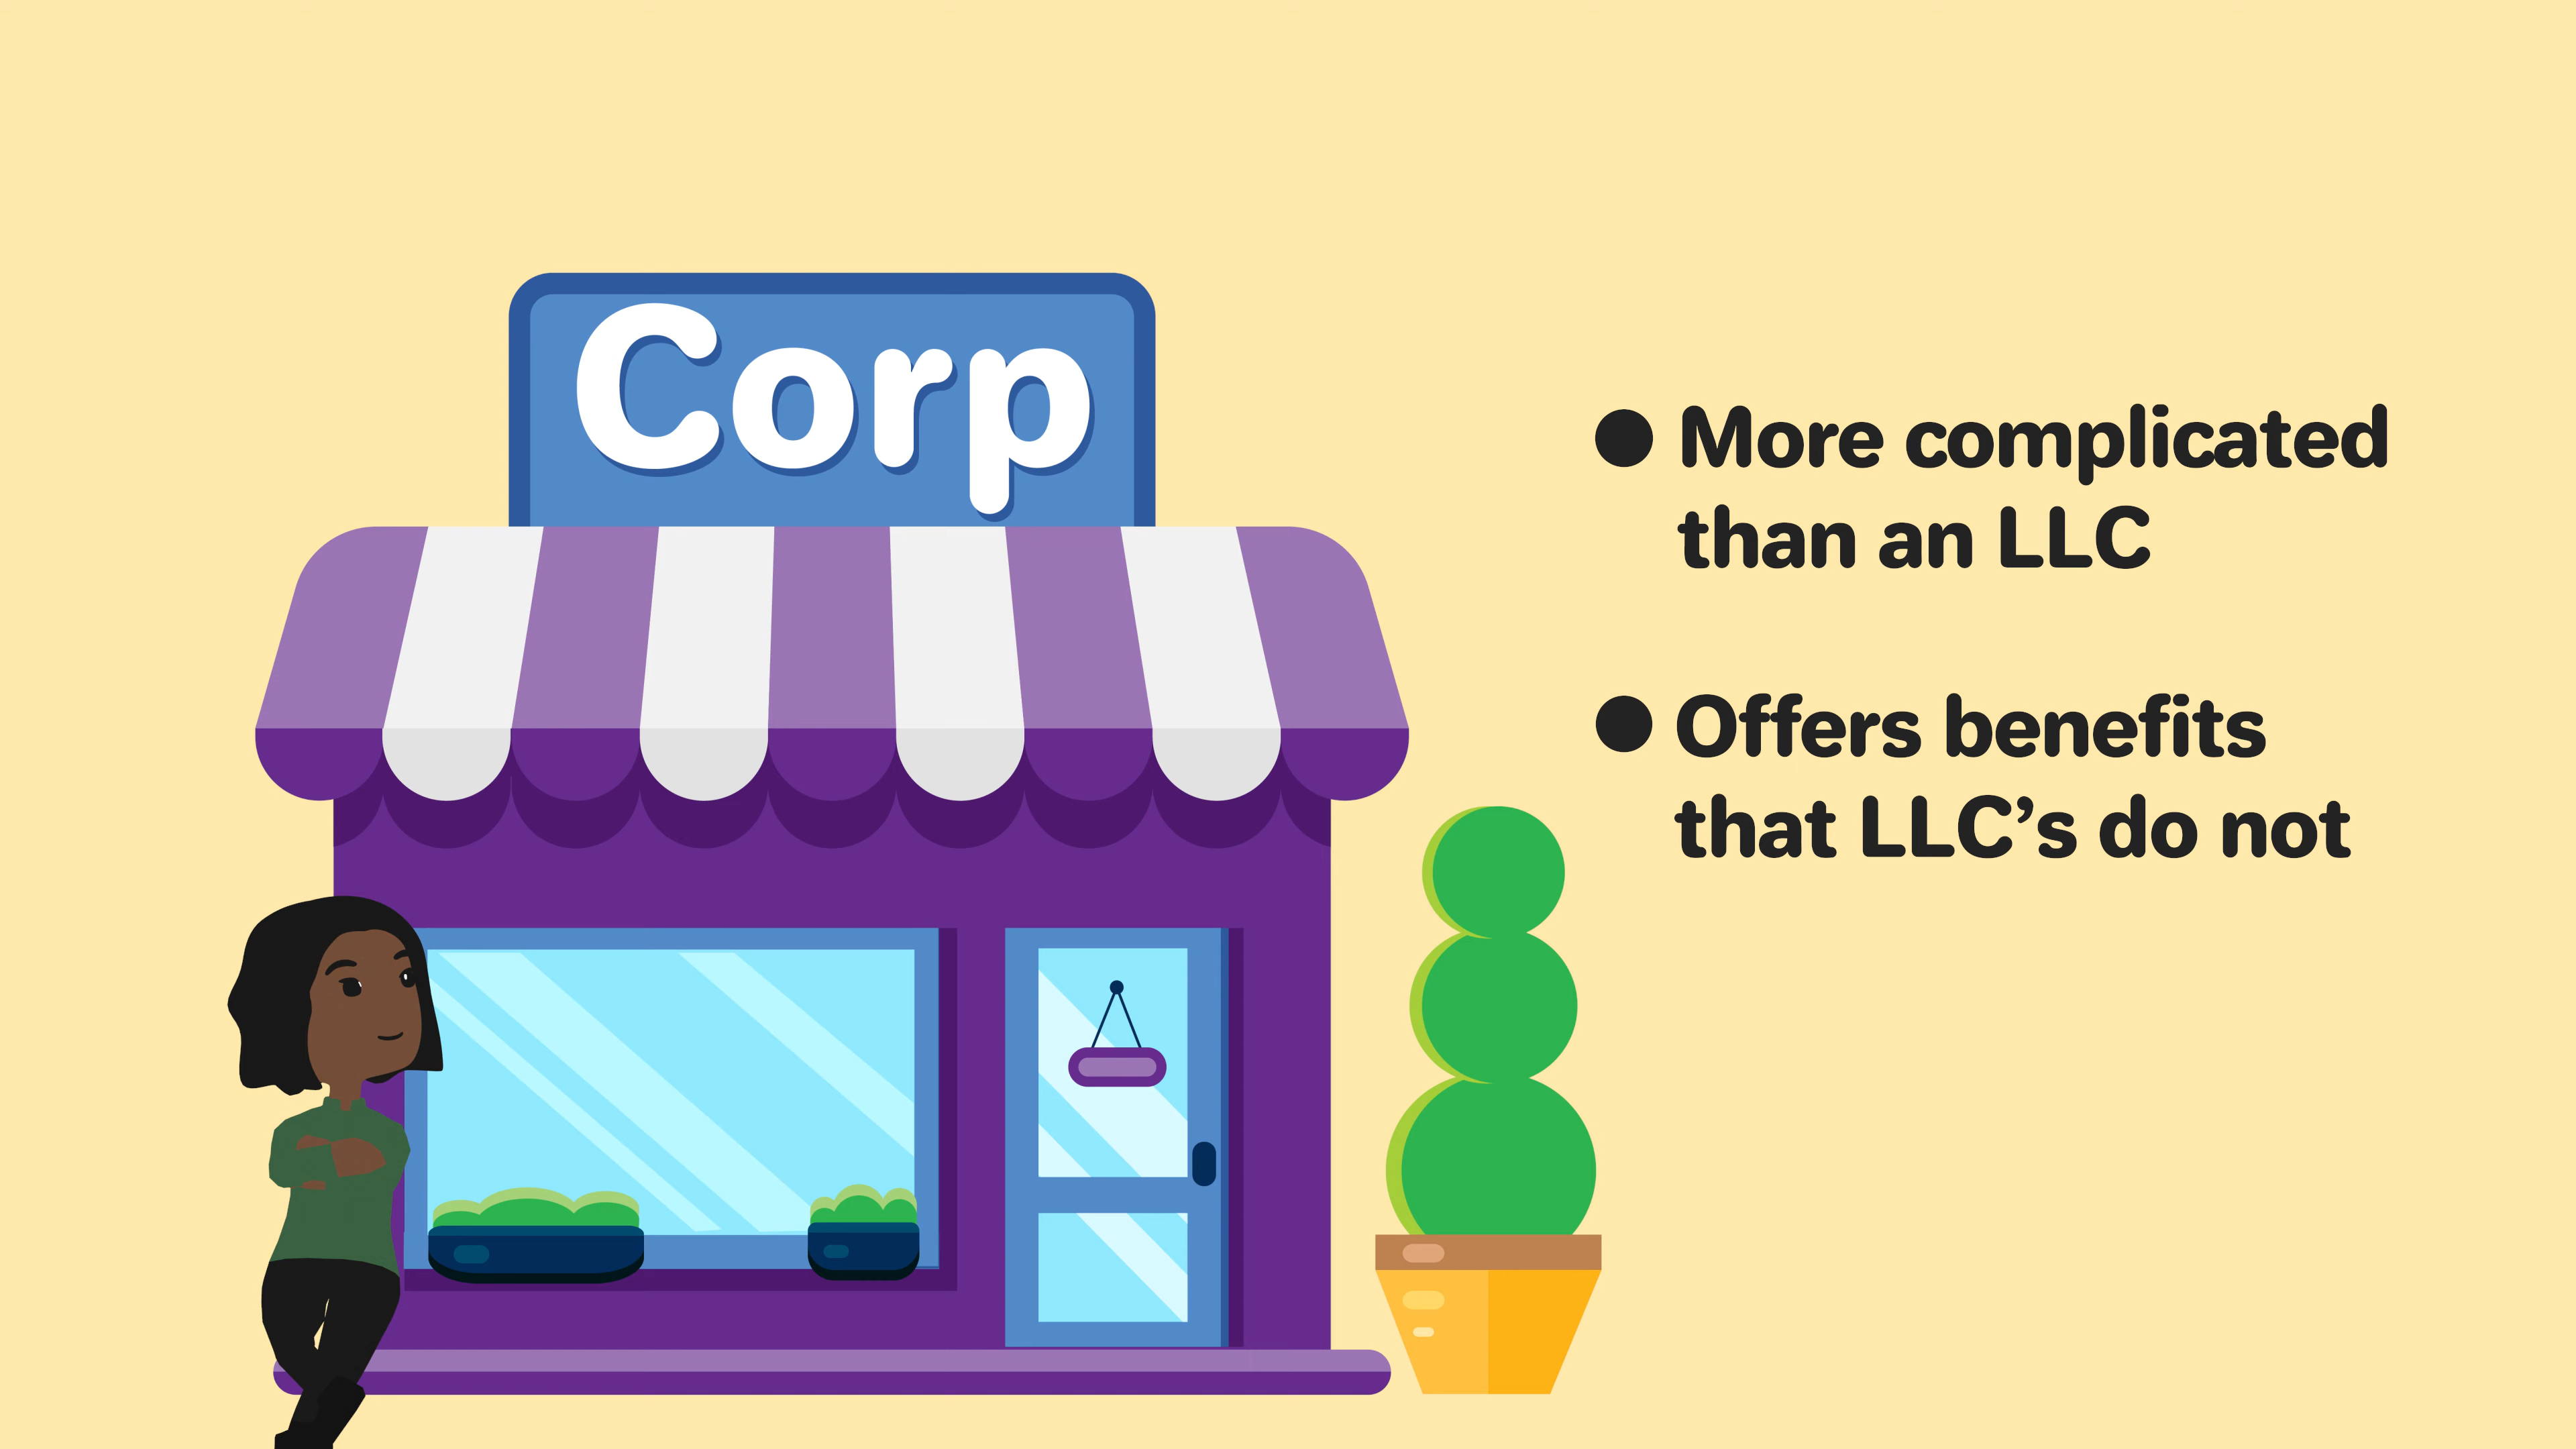 Corp
More complicated
than an LLC
Offers benefits
that LLC’s do not